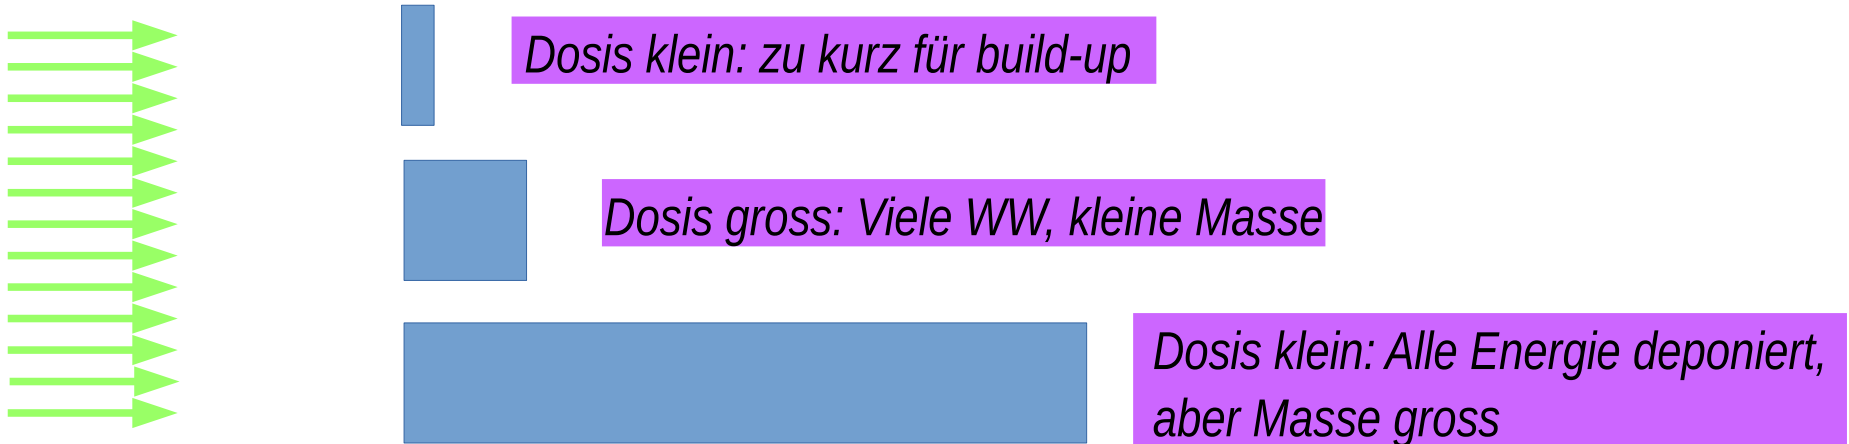 Dosis klein: zu kurz für build-up
Dosis gross: Viele WW, kleine Masse
Dosis klein: Alle Energie deponiert,
aber Masse gross